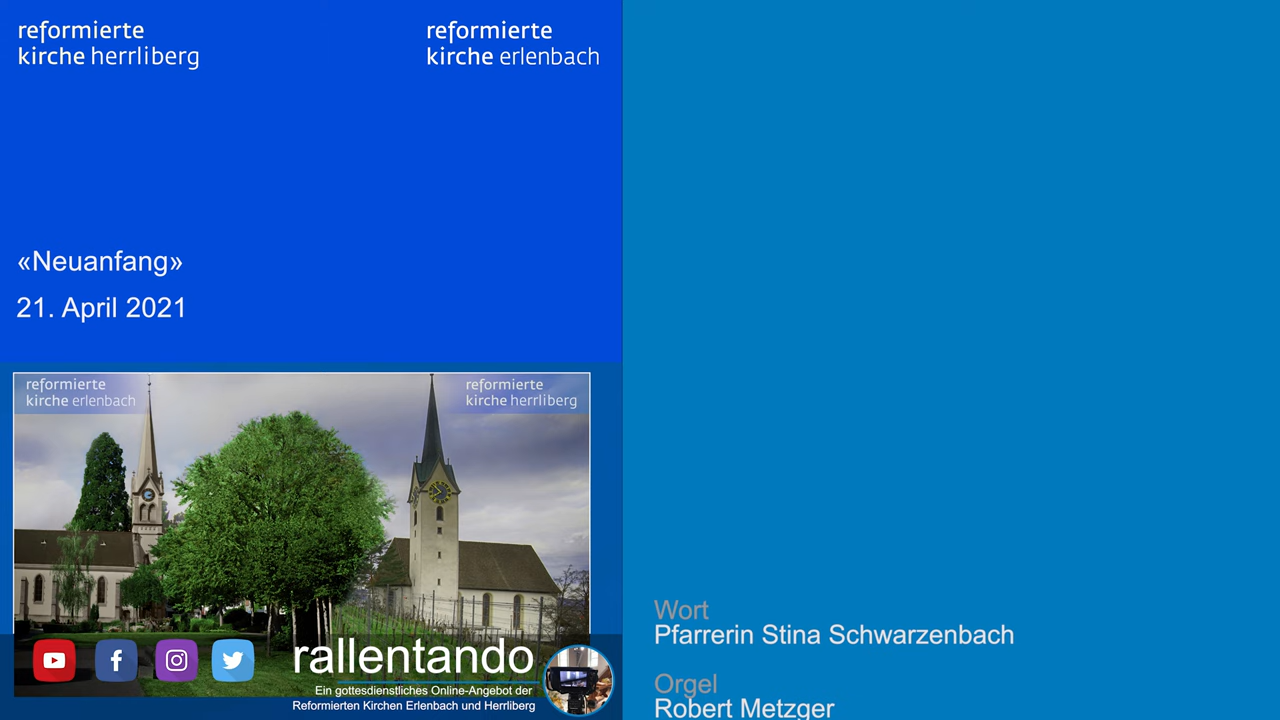 reformierte
kirche herrliberg
reformierte
kirche erlenbach
«Neuanfang»
21. April 2021
reformierte
kirche erlenbach
reformierte
kirche herrliberg
rallentando
Ein gottesdienstliches Online-Angebot der
Reformierten Kirchen Erlenbach und Herrliberg
Wort
Pfarrerin Stina Schwarzenbach
Orgel
Robert Metzger